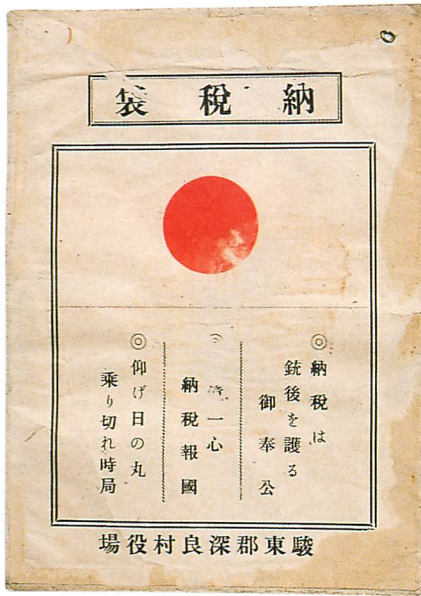 納税袋
◎納税は
銃後を護る
御奉公
◎ 一心
納税報國
◎仰げ日の丸
乗り切れ時局
駿東郡深良村役場